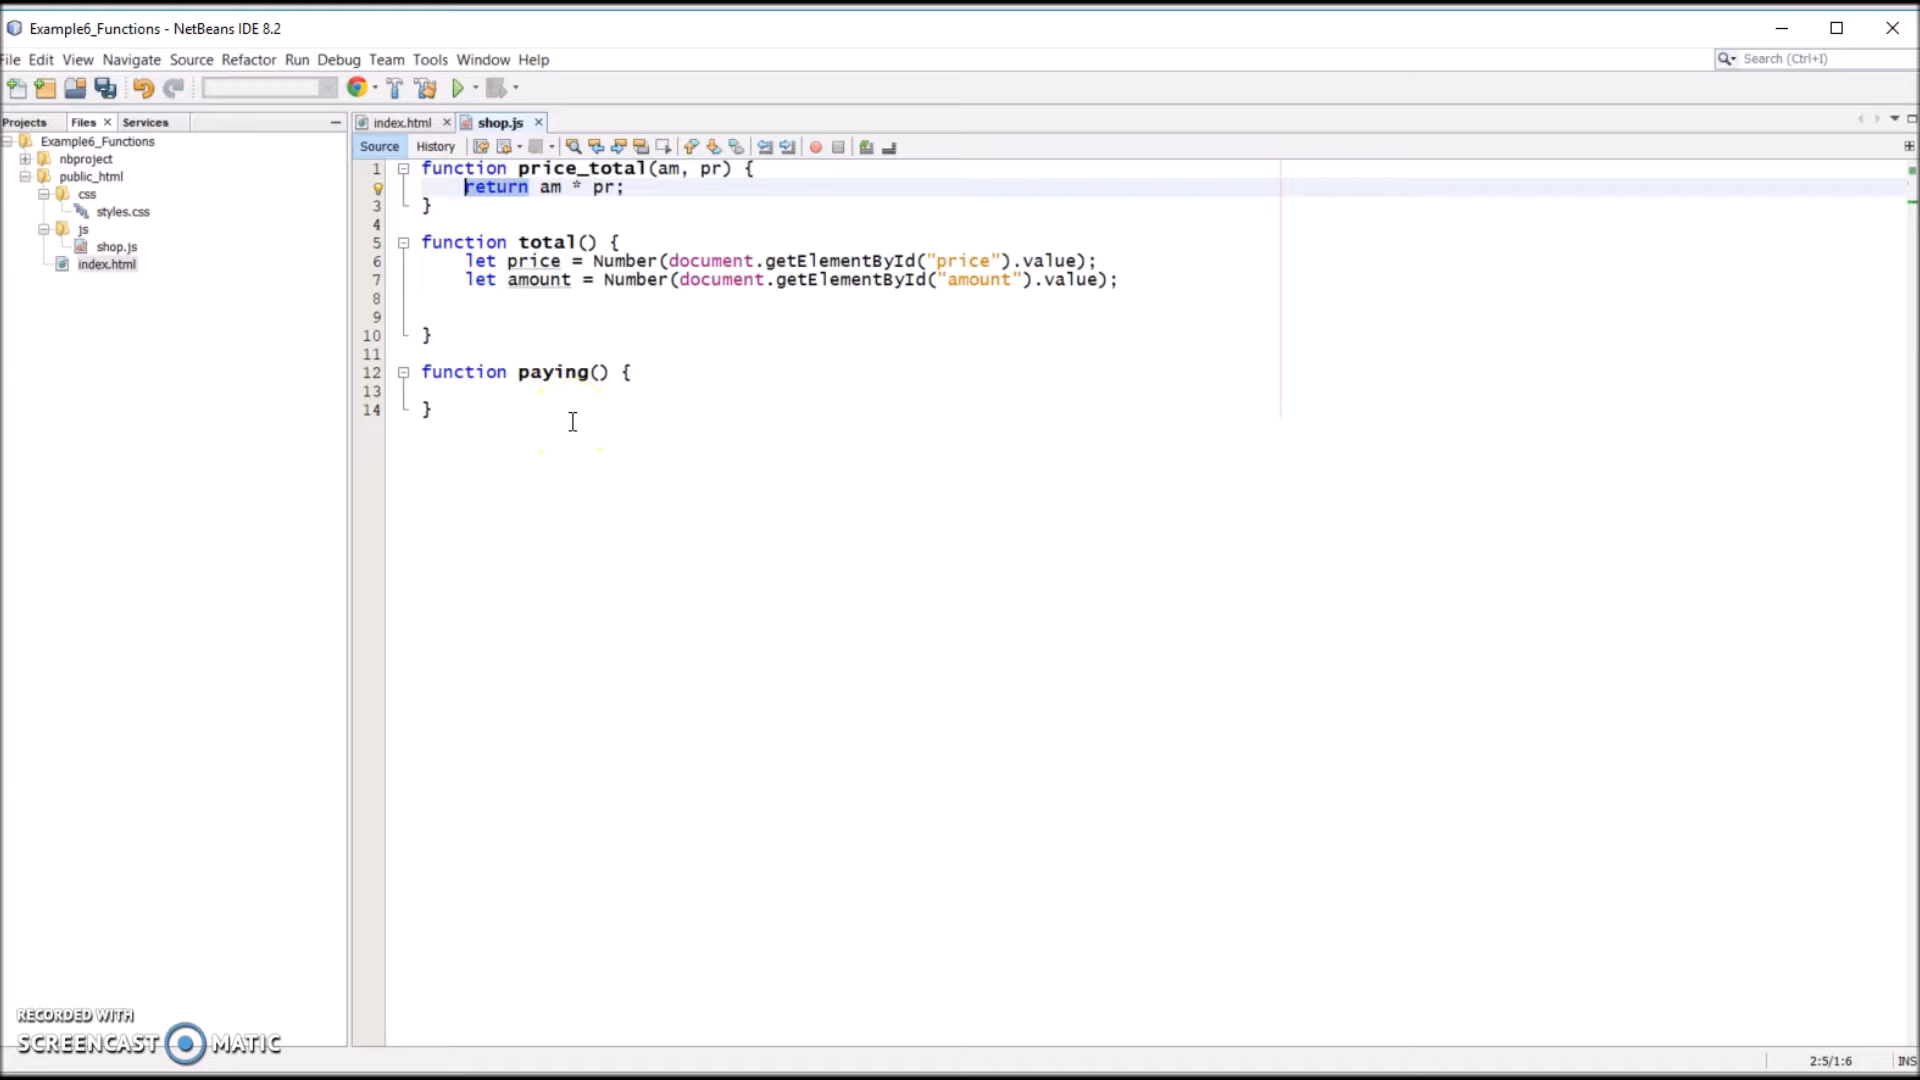 Example6_Functions - NetBeans IDE 8.2
File Edit View Navigate Source Refactor Run Debug Team Tools Window Help
Search (Ctrl+I)
Projects Files Services
index.html shop.js
Example6_Functions
nbproject
public_html
css
styles.css
js
shop.js
index.html
Source History
1 function price_total(am, pr) {
return am * pr;
3 }
4
5 function total() {
6 let price = Number(document.getElementById("price").value);
7 let amount = Number(document.getElementById("amount").value);
8
9
10 }
11
12 function paying() {
13
14 }
RECORDED WITH
SCREENCAST MATIC
2:5/1:6 INS